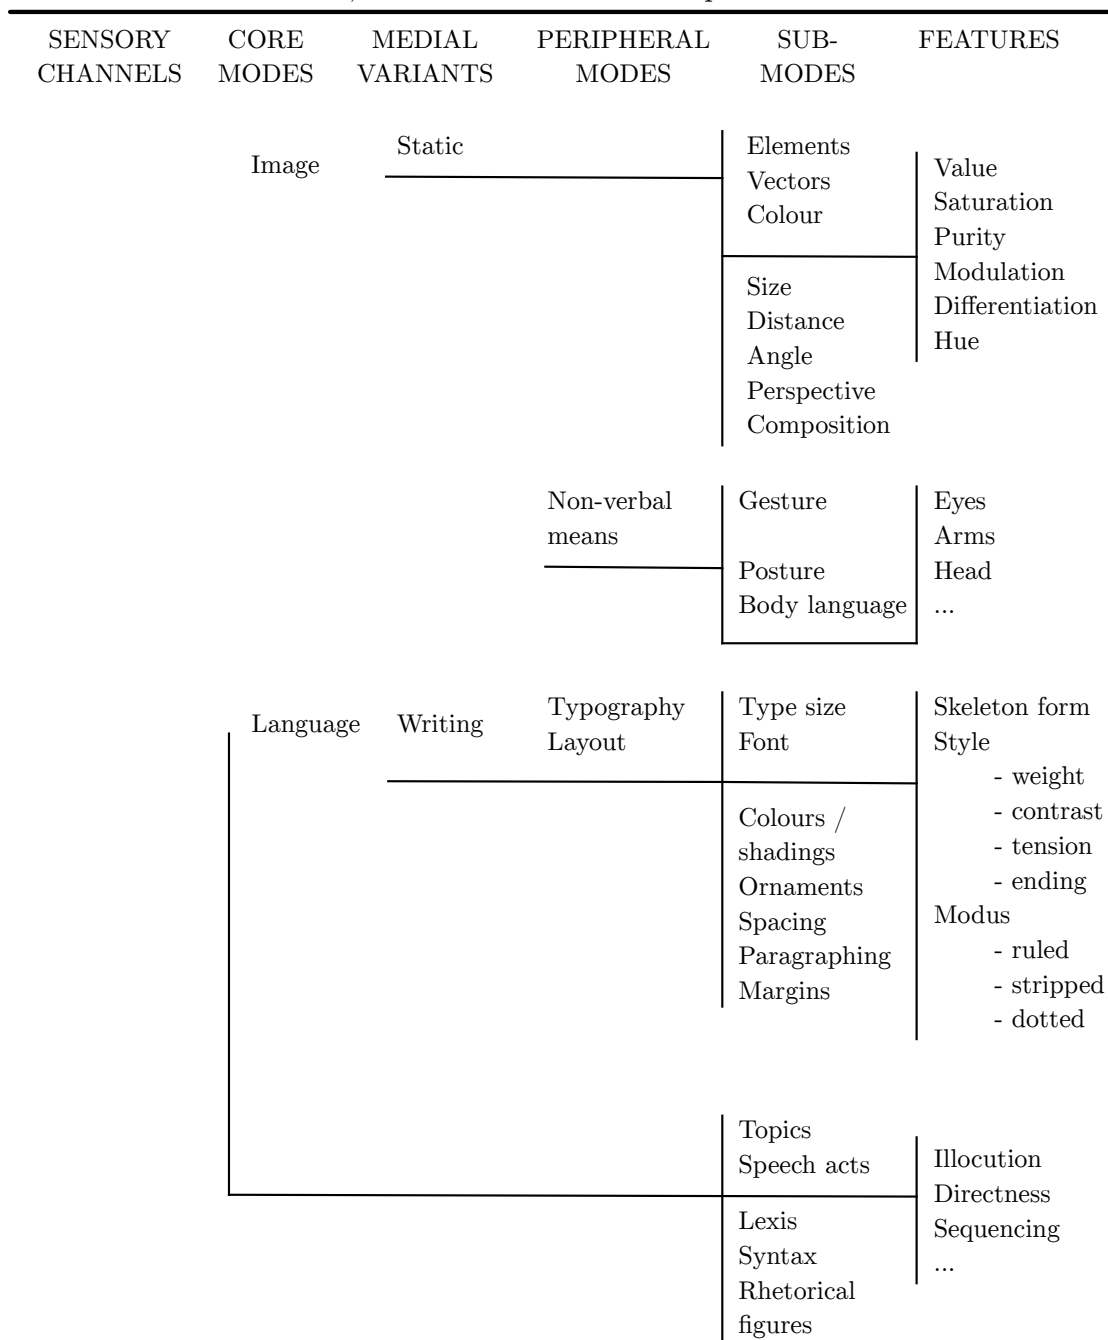 SENSORY CHANNELS
CORE MODES
MEDIAL VARIANTS
PERIPHERAL MODES
SUB-MODES
FEATURES
Image
Static
Elements
Vectors
Colour
Size
Distance
Angle
Perspective
Composition
Value
Saturation
Purity
Modulation
Differentiation
Hue
Non-verbal
means
Gesture
Posture
Body language
Eyes
Arms
Head
...
Language
Writing
Typography
Layout
Type size
Font
Colours /
shadings
Ornaments
Spacing
Paragraphing
Margins
Skeleton form
Style
- weight
- contrast
- tension
- ending
Modus
- ruled
- stripped
- dotted
Topics
Speech acts
Lexis
Syntax
Rhetorical
figures
Illocution
Directness
Sequencing
...